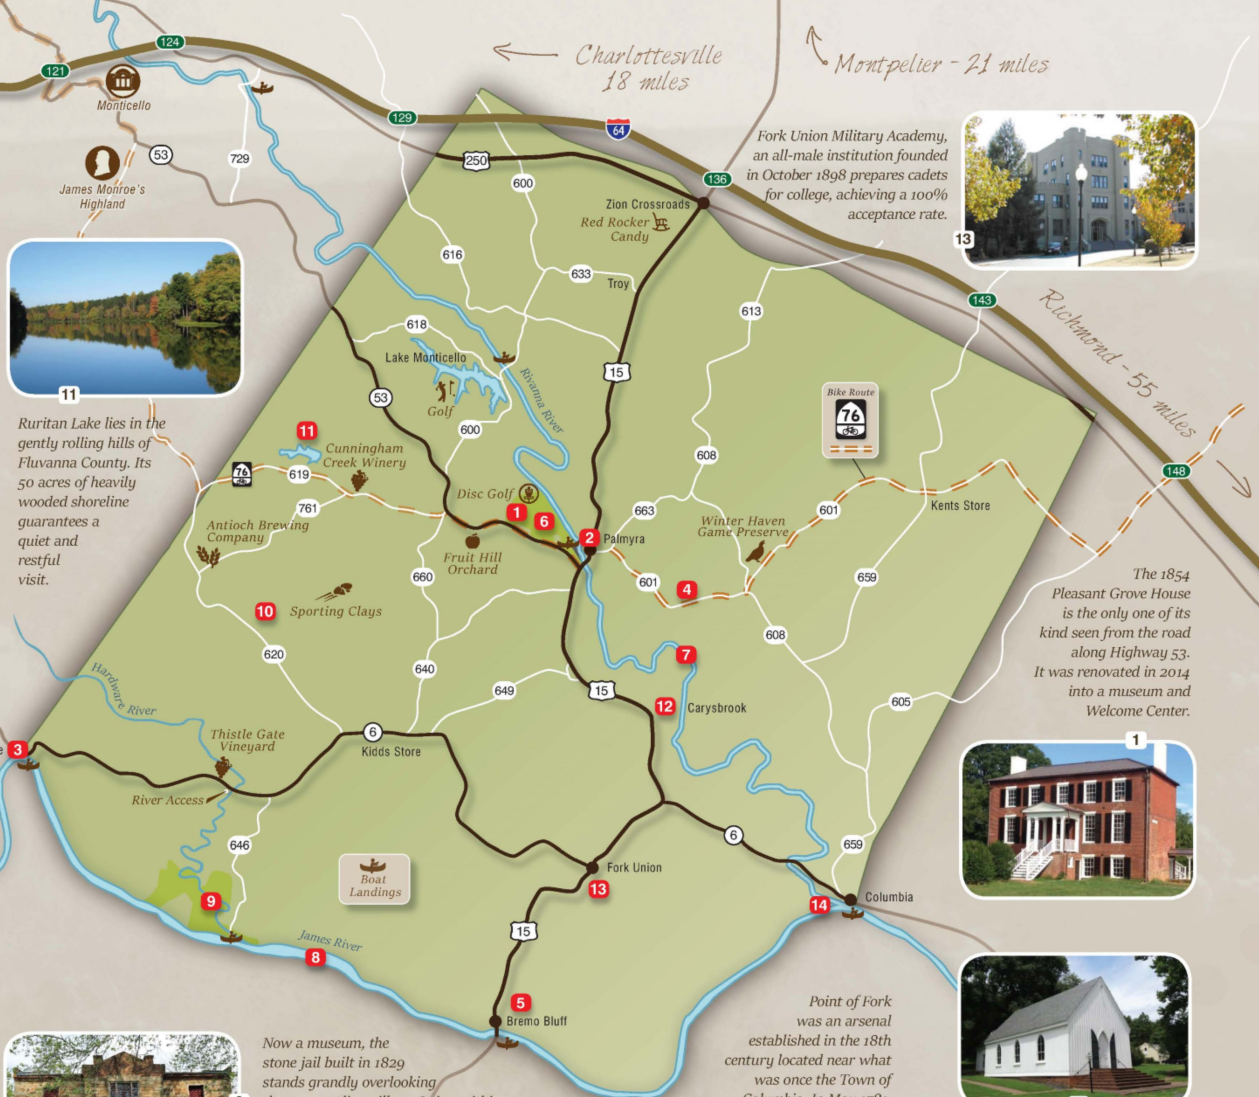 124
121
Monticello
53
James Monroe's
Highland
729
129
Charlottesville
18 miles
Montpelier - 21 miles
64
250
600
136
Zion Crossroads
Red Rocker
Candy
Fork Union Military Academy,
an all-male institution founded
in October 1898 prepares cadets
for college, achieving a 100%
acceptance rate.
13
616
633
Troy
143
Richmond - 55 miles
613
618
Lake Monticello
15
Rivanna River
Golf
53
600
11
Ruritan Lake lies in the
gently rolling hills of
Fluvanna County. Its
50 acres of heavily
wooded shoreline
guarantees a
quiet and
restful
visit.
Bike Route
76
11
Cunningham
Creek Winery
76
619
608
148
761
Disc Golf
1
6
663
Winter Haven
Game Preserve
601
Kents Store
Antioch Brewing
Company
2
Palmyra
Fruit Hill
Orchard
660
601
4
659
10
Sporting Clays
The 1854
Pleasant Grove House
is the only one of its
kind seen from the road
along Highway 53.
It was renovated in 2014
into a museum and
Welcome Center.
1
620
608
7
640
649
15
12
Carysbrook
605
Hardware River
e
3
6
Kidds Store
Thistle Gate
Vineyard
River Access
646
Boat
Landings
6
659
Fork Union
13
9
14
Columbia
15
James River
8
5
Bremo Bluff
Now a museum, the
stone jail built in 1829
stands grandly overlooking
Point of Fork
was an arsenal
established in the 18th
century located near what
was once the Town of